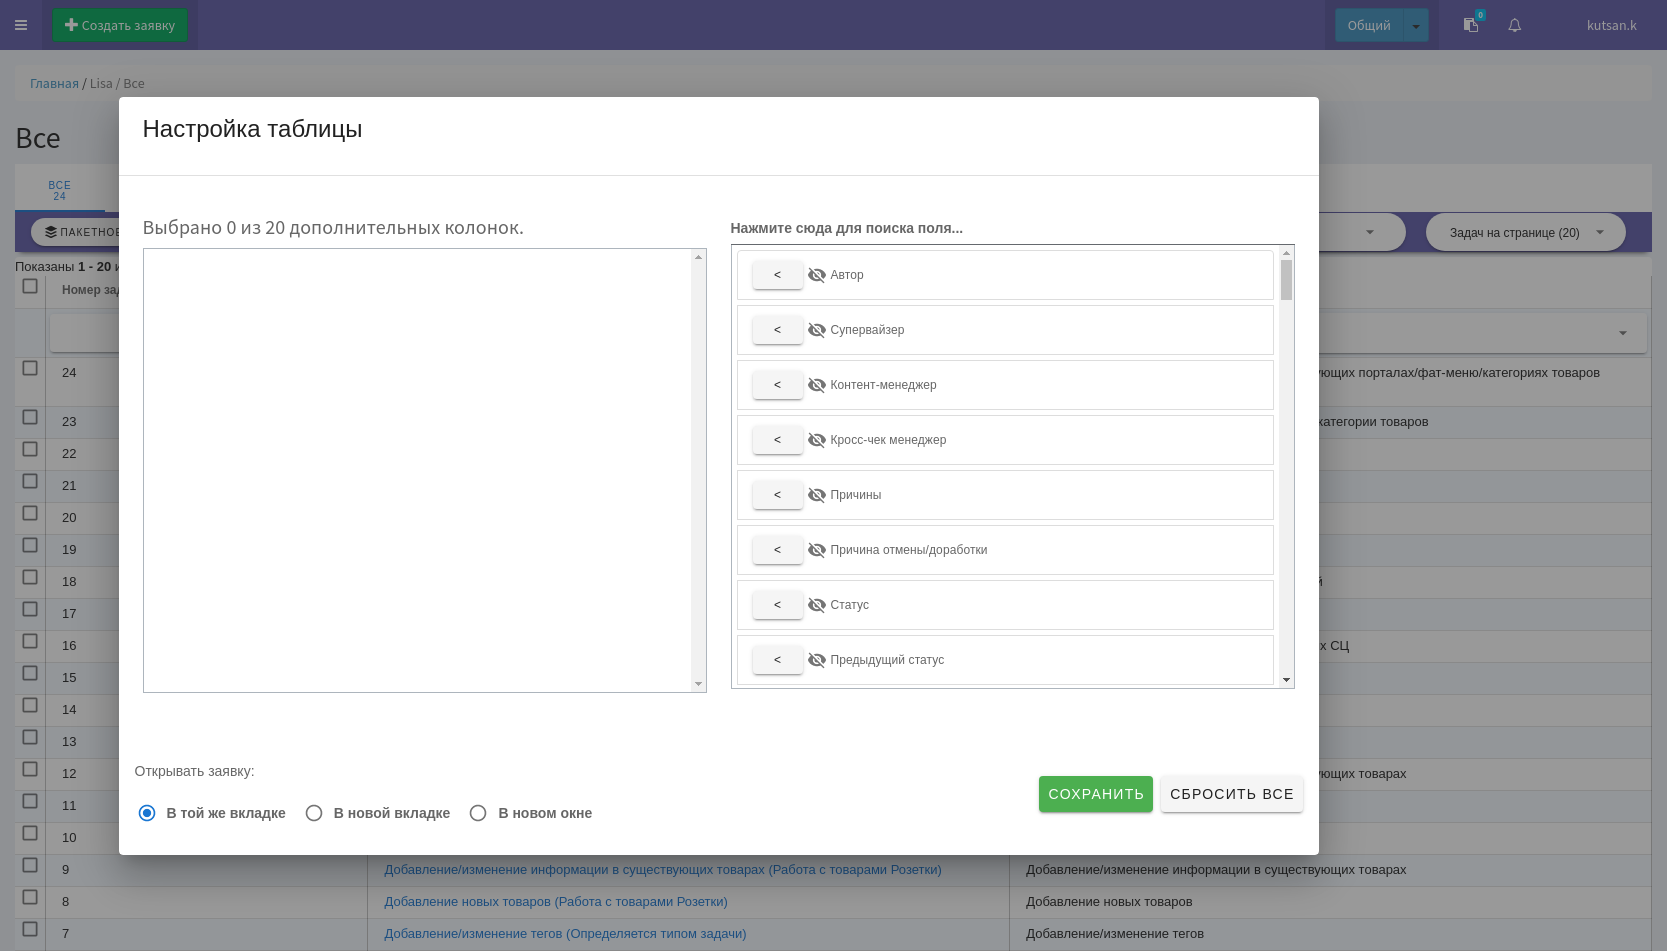 Создать заявку
Общий
0
kutsan.k
Главная / Lisa / Все
Все
ВСЕ
24
ПАКЕТНО
Задач на странице (20)
Показаны 1 - 20 и
Номер зад
Настройка таблицы
Выбрано 0 из 20 дополнительных колонок.
Нажмите сюда для поиска поля...
< Автор
< Супервайзер
< Контент-менеджер
< Кросс-чек менеджер
< Причины
< Причина отмены/доработки
< Статус
< Предыдущий статус
Открывать заявку:
В той же вкладке
В новой вкладке
В новом окне
СОХРАНИТЬ
СБРОСИТЬ ВСЕ
24 ующих порталах/фат-меню/категориях товаров
23 категории товаров
22
21
20
19
18 й
17
16 х СЦ
15
14
13
12 ующих товарах
11
10
9 Добавление/изменение информации в существующих товарах (Работа с товарами Розетки) Добавление/изменение информации в существующих товарах
8 Добавление новых товаров (Работа с товарами Розетки) Добавление новых товаров
7 Добавление/изменение тегов (Определяется типом задачи) Добавление/изменение тегов